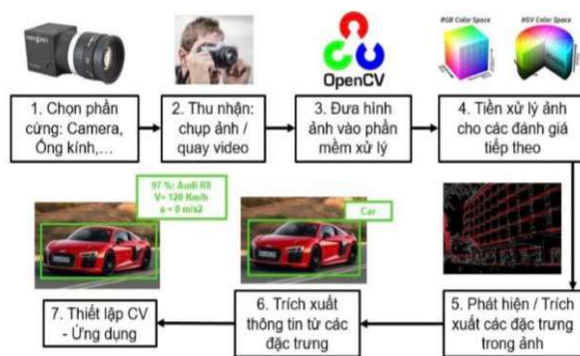 RGB Color Space
HSV Color Space
OpenCV
1. Chọn phần
cứng: Camera,
Ống kính,…
2. Thu nhận:
chụp ảnh /
quay video
3. Đưa hình
ảnh vào phần
mềm xử lý
4. Tiền xử lý ảnh
cho các đánh giá
tiếp theo
97 %: Audi R8
V= 120 Km/h
a = 0 m/s2
Car
7. Thiết lập CV
- Ứng dụng
6. Trích xuất
thông tin từ các
đặc trưng
5. Phát hiện / Trích
xuất các đặc trưng
trong ảnh